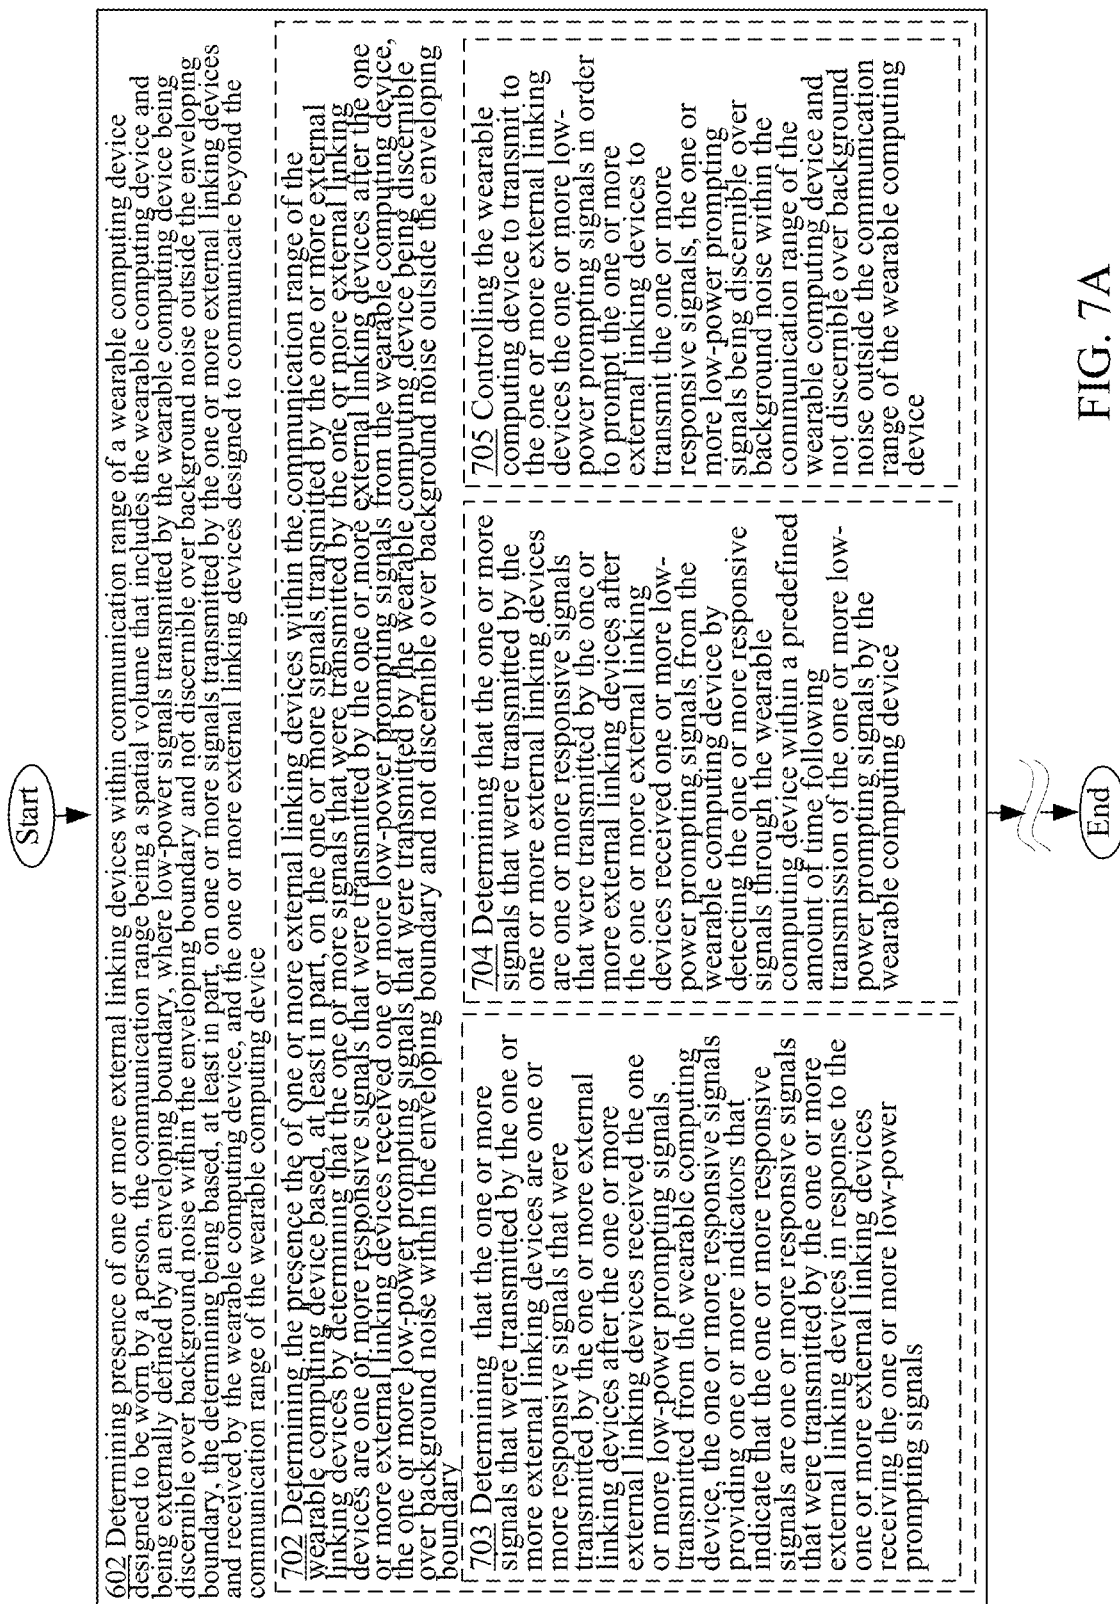 Start
602 Determining presence of one or more external linking devices within communication range of a wearable computing device
designed to be worn by a person, the communication range being a spatial volume that includes the wearable computing device and
being externally defined by an enveloping boundary, where low-power signals transmitted by the wearable computing device being
discernible over background noise within the enveloping boundary and not discernible over background noise outside the enveloping
boundary, the determining being based, at least in part, on one or more signals transmitted by the one or more external linking devices
and received by the wearable computing device, and the one or more external linking devices designed to communicate beyond the
communication range of the wearable computing device
702 Determining the presence the of one or more external linking devices within the communication range of the
wearable computing device based, at least in part, on the one or more signals transmitted by the one or more external
linking devices by determining that the one or more signals that were transmitted by the one or more external linking
devices are one or more responsive signals that were transmitted by the one or more external linking devices after the one
or more external linking devices received one or more low-power prompting signals from the wearable computing device,
the one or more low-power prompting signals that were transmitted by the wearable computing device being discernible
over background noise within the enveloping boundary and not discernible over background noise outside the enveloping
boundary
703 Determining that the one or more
signals that were transmitted by the one or
more external linking devices are one or
more responsive signals that were
transmitted by the one or more external
linking devices after the one or more
external linking devices received the one
or more low-power prompting signals
transmitted from the wearable computing
device, the one or more responsive signals
providing one or more indicators that
indicate that the one or more responsive
signals are one or more responsive signals
that were transmitted by the one or more
external linking devices in response to the
one or more external linking devices
receiving the one or more low-power
prompting signals
704 Determining that the one or more
signals that were transmitted by the
one or more external linking devices
are one or more responsive signals
that were transmitted by the one or
more external linking devices after
the one or more external linking
devices received one or more low-
power prompting signals from the
wearable computing device by
detecting the one or more responsive
signals through the wearable
computing device within a predefined
amount of time following
transmission of the one or more low-
power prompting signals by the
wearable computing device
705 Controlling the wearable
computing device to transmit to
the one or more external linking
devices the one or more low-
power prompting signals in order
to prompt the one or more
external linking devices to
transmit the one or more
responsive signals, the one or
more low-power prompting
signals being discernible over
background noise within the
communication range of the
wearable computing device and
not discernible over background
noise outside the communication
range of the wearable computing
device
End
FIG. 7A